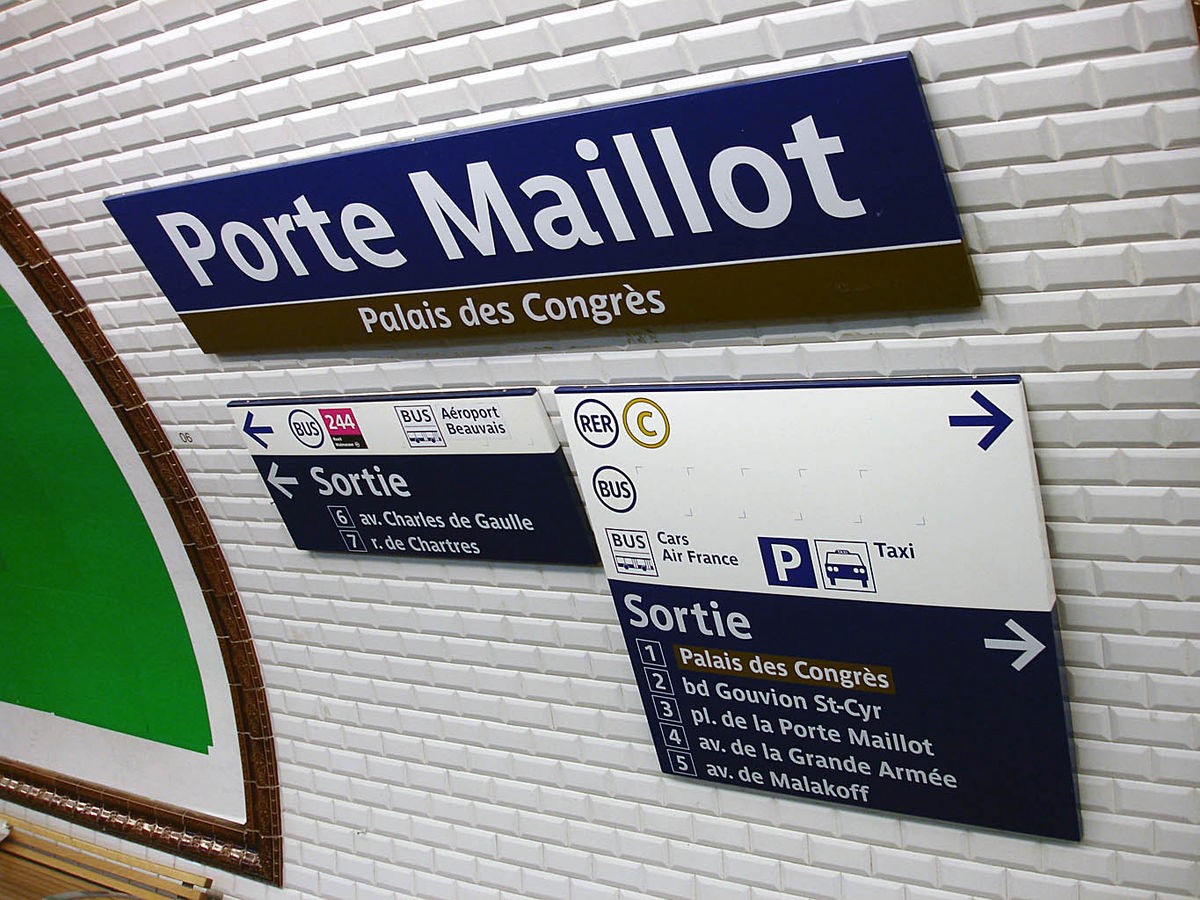 Porte Maillot
Palais des Congrès
BUS 244 BUS Aéroport
Beauvais
Sortie
6 av. Charles de Gaulle
7 r. de Chartres
06
RER C
BUS
BUS Cars
Air France
P TAXI Taxi
Sortie
1 Palais des Congrès
2 bd Gouvion St-Cyr
3 pl. de la Porte Maillot
4 av. de la Grande Armée
5 av. de Malakoff